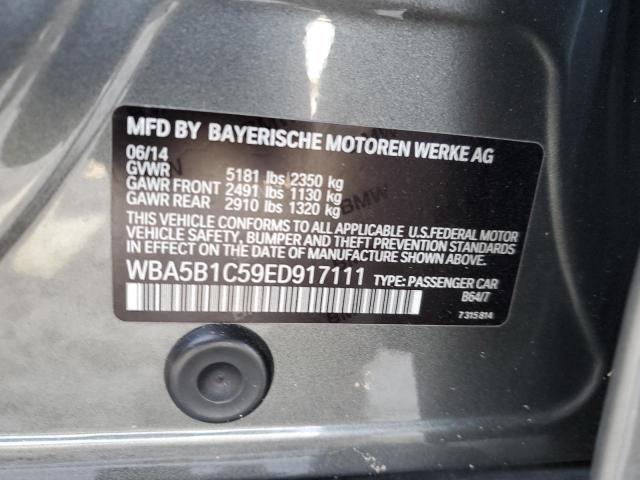 MFD BY BAYERISCHE MOTOREN WERKE AG
06/14
GVWR 5181 lbs 2350 kg
GAWR FRONT 2491 lbs 1130 kg
GAWR REAR 2910 lbs 1320 kg
THIS VEHICLE CONFORMS TO ALL APPLICABLE U.S.FEDERAL MOTOR
VEHICLE SAFETY, BUMPER AND THEFT PREVENTION STANDARDS
IN EFFECT ON THE DATE OF MANUFACTURE SHOWN ABOVE.
WBA5B1C59ED917111 TYPE: PASSENGER CAR
B64/7
7315814
BMW